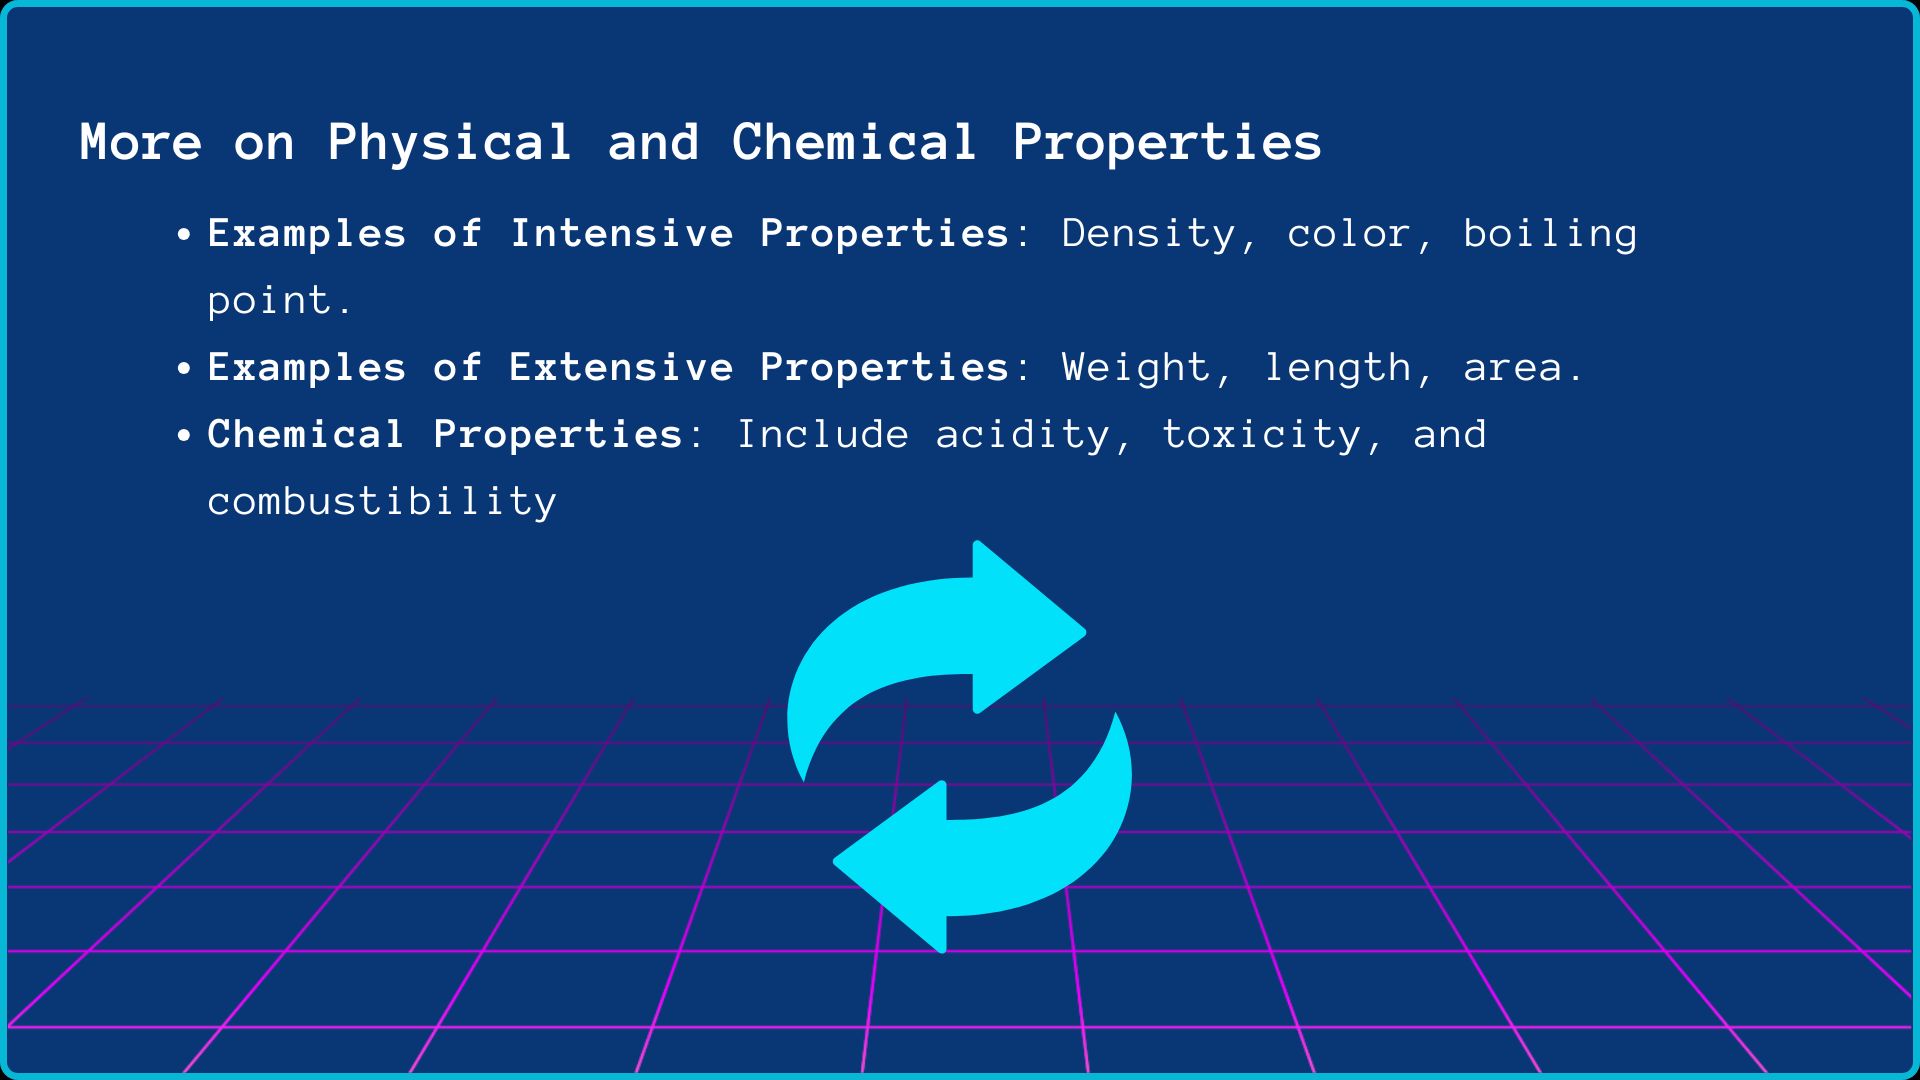 More on Physical and Chemical Properties
• Examples of Intensive Properties: Density, color, boiling
point.
• Examples of Extensive Properties: Weight, length, area.
• Chemical Properties: Include acidity, toxicity, and
combustibility